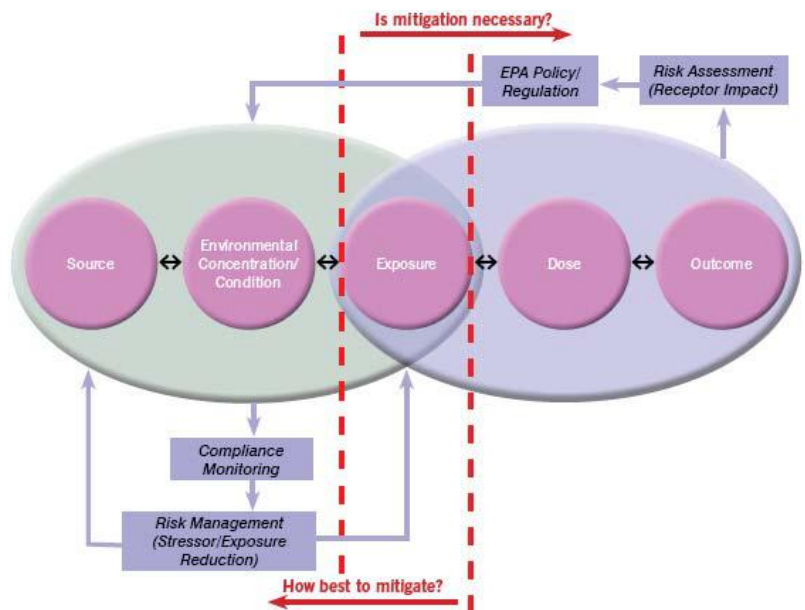 Is mitigation necessary?
EPA Policy/
Regulation
Risk Assessment
(Receptor Impact)
Source
Environmental
Concentration/
Condition
Exposure
Dose
Outcome
Compliance
Monitoring
Risk Management
(Stressor/Exposure
Reduction)
How best to mitigate?